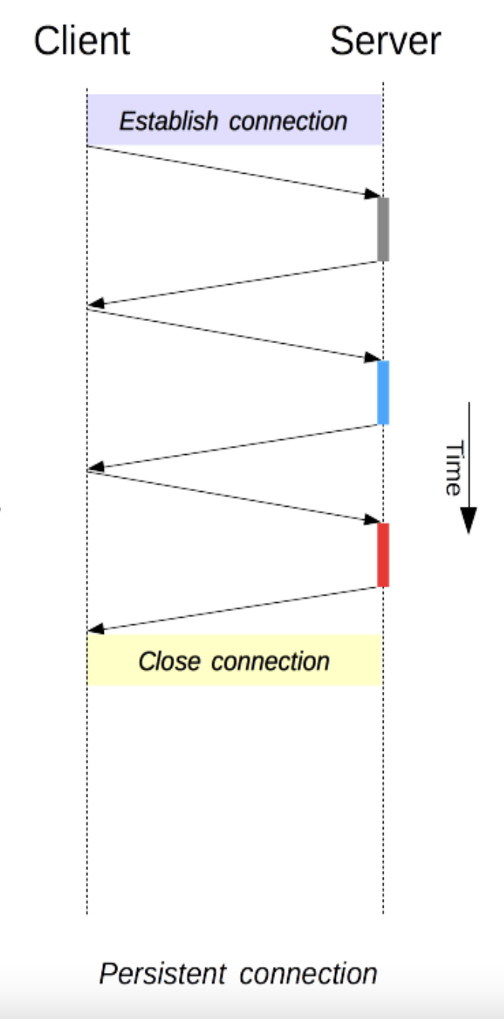 Client
Server
Establish connection
Time
Close connection
Persistent connection